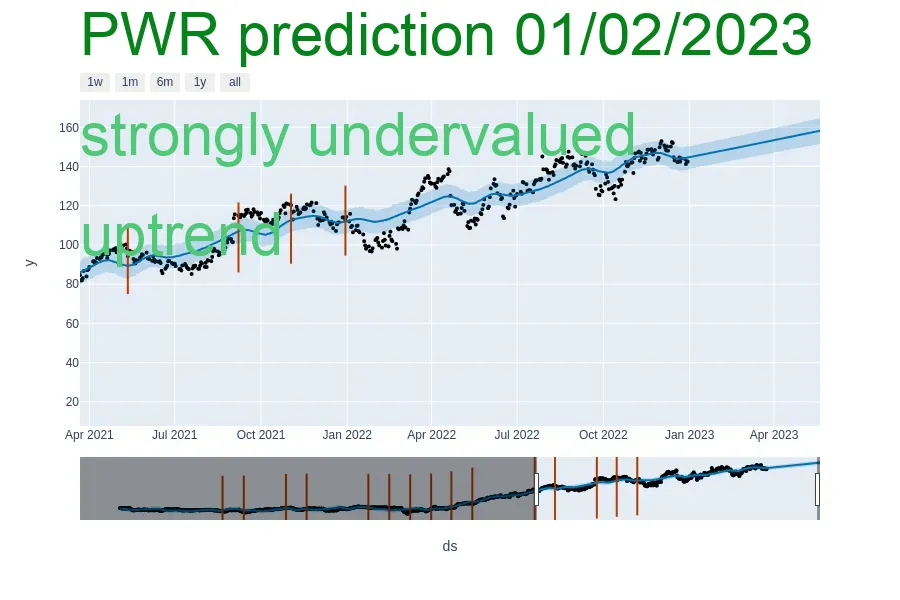 PWR prediction 01/02/2023
1w 1m 6m 1y all
strongly undervalued
uptrend
160
140
120
100
80
60
40
20
y
Apr 2021 Jul 2021 Oct 2021 Jan 2022 Apr 2022 Jul 2022 Oct 2022 Jan 2023 Apr 2023
ds